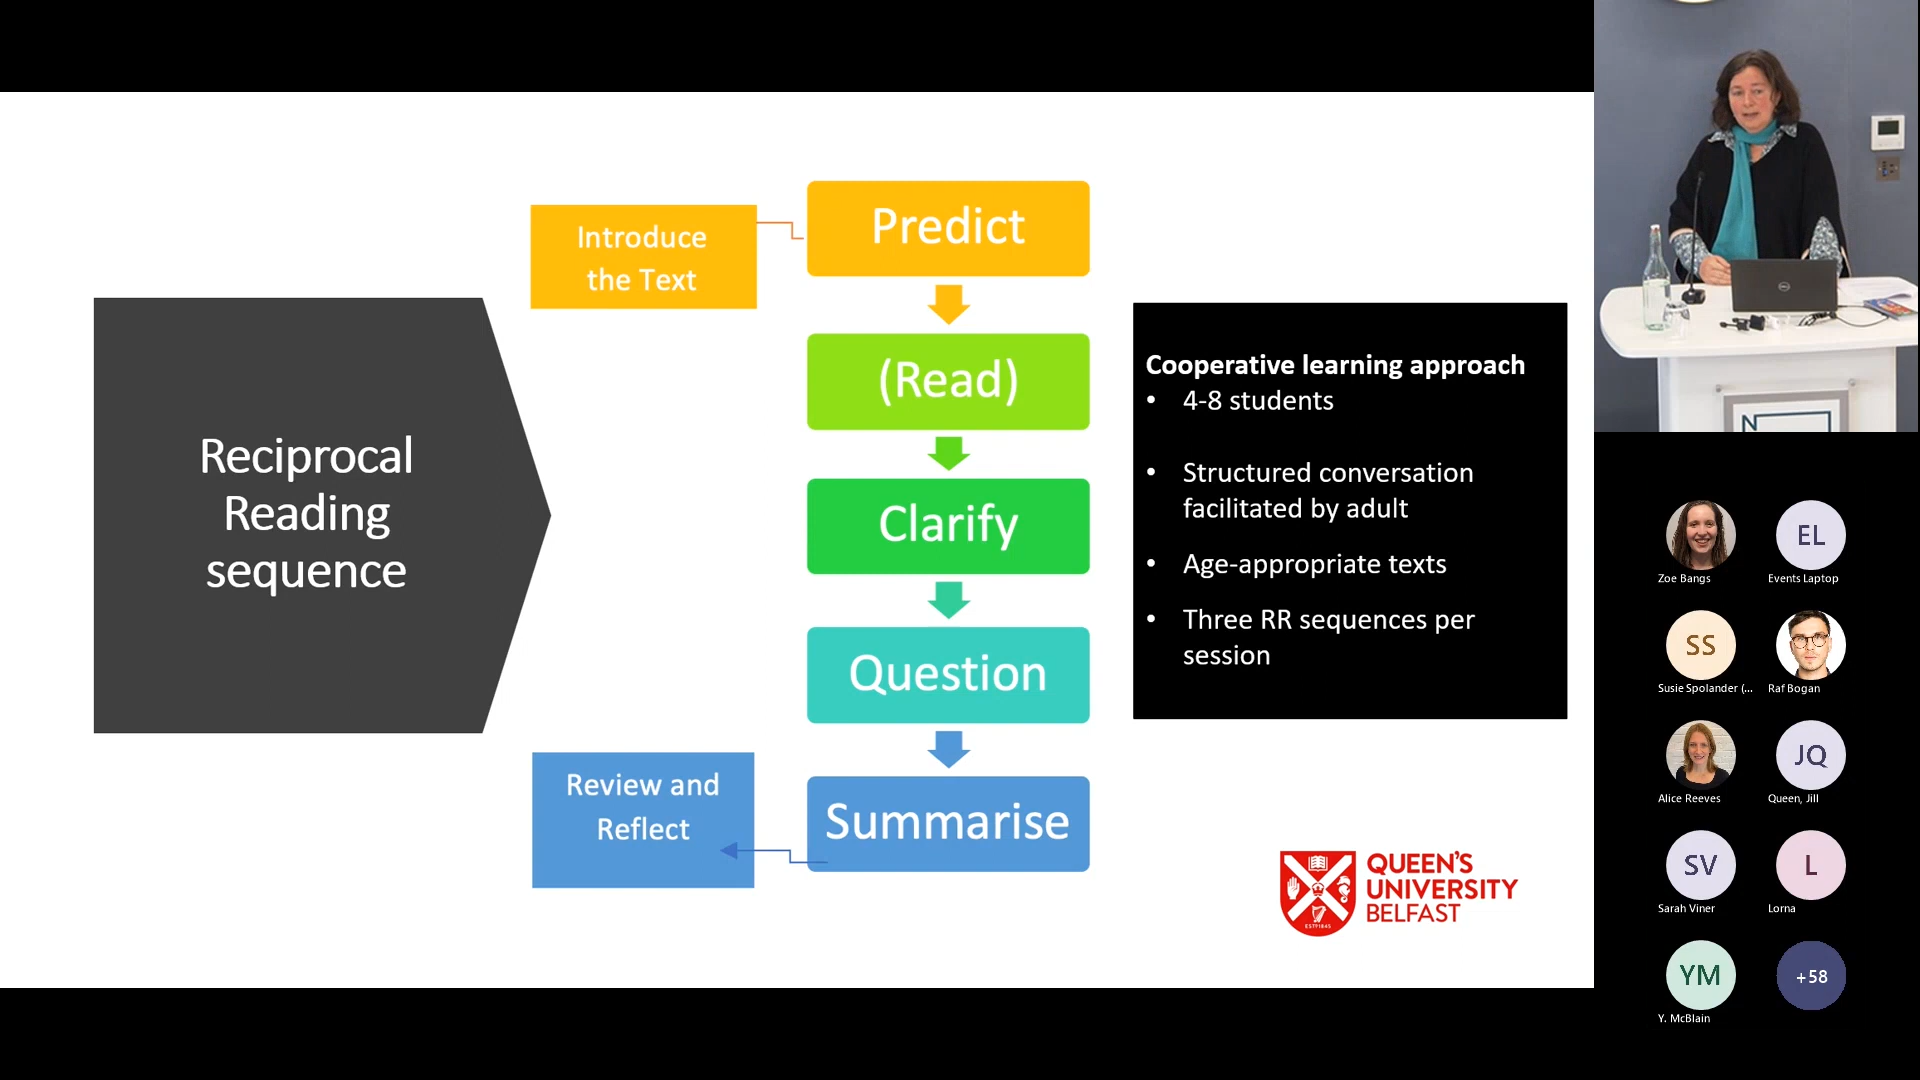 Reciprocal
Reading
sequence
Introduce
the Text
Predict
(Read)
Clarify
Question
Summarise
Review and
Reflect
Cooperative learning approach
• 4-8 students
• Structured conversation
facilitated by adult
• Age-appropriate texts
• Three RR sequences per
session
QUEEN'S
UNIVERSITY
BELFAST
ESTD1845
N
Zoe Bangs
EL
Events Laptop
SS
Susie Spolander (...
Raf Bogan
Alice Reeves
JQ
Queen, Jill
SV
Sarah Viner
L
Lorna
YM
Y. McBlain
+58